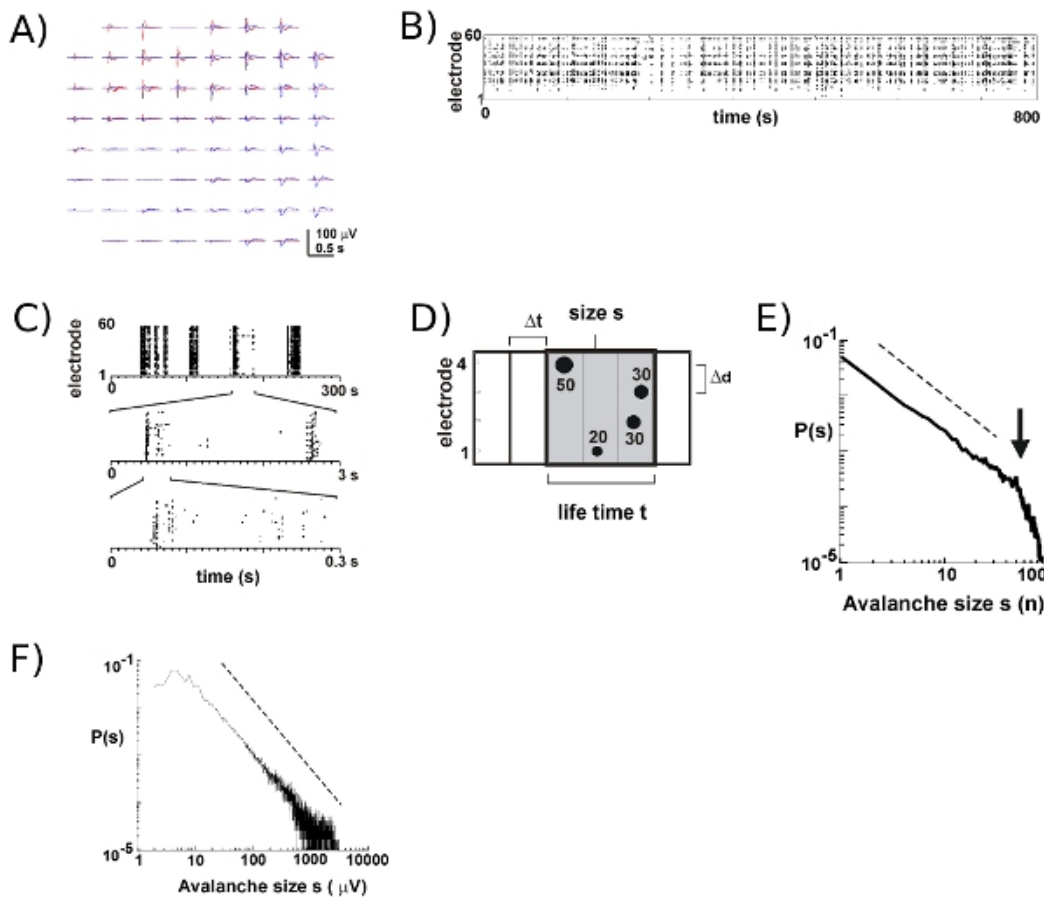 A)
100 μV
0.5 s
B)
60
electrode
1
0
time (s)
800
C)
60
electrode
1
0
300 s
0
3 s
0
0.3 s
time (s)
D)
Δt
size s
4
electrode
1
50
30
20
30
Δd
life time t
E)
10-1
P(s)
10-5
1
10
100
Avalanche size s (n)
F)
10-1
P(s)
10-5
1
10
100
1000
10000
Avalanche size s ( μV)